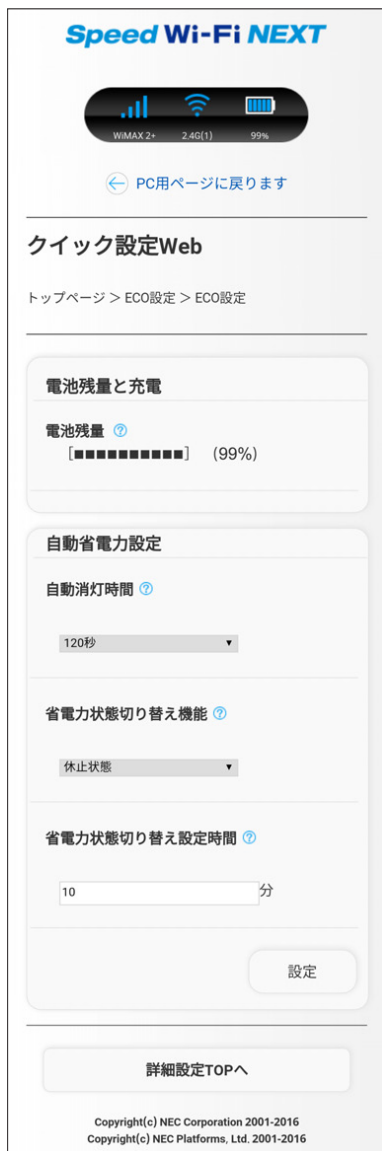 Speed Wi-Fi NEXT
WiMAX 2+ 2.4G(1) 99%
PC用ページに戻ります
クイック設定Web
トップページ > ECO設定 > ECO設定
電池残量と充電
電池残量 ?
[■■■■■■■■■■] (99%)
自動省電力設定
自動消灯時間 ?
120秒 ▼
省電力状態切り替え機能 ?
休止状態 ▼
省電力状態切り替え設定時間 ?
10 分
設定
詳細設定TOPへ
Copyright(c) NEC Corporation 2001-2016
Copyright(c) NEC Platforms, Ltd. 2001-2016